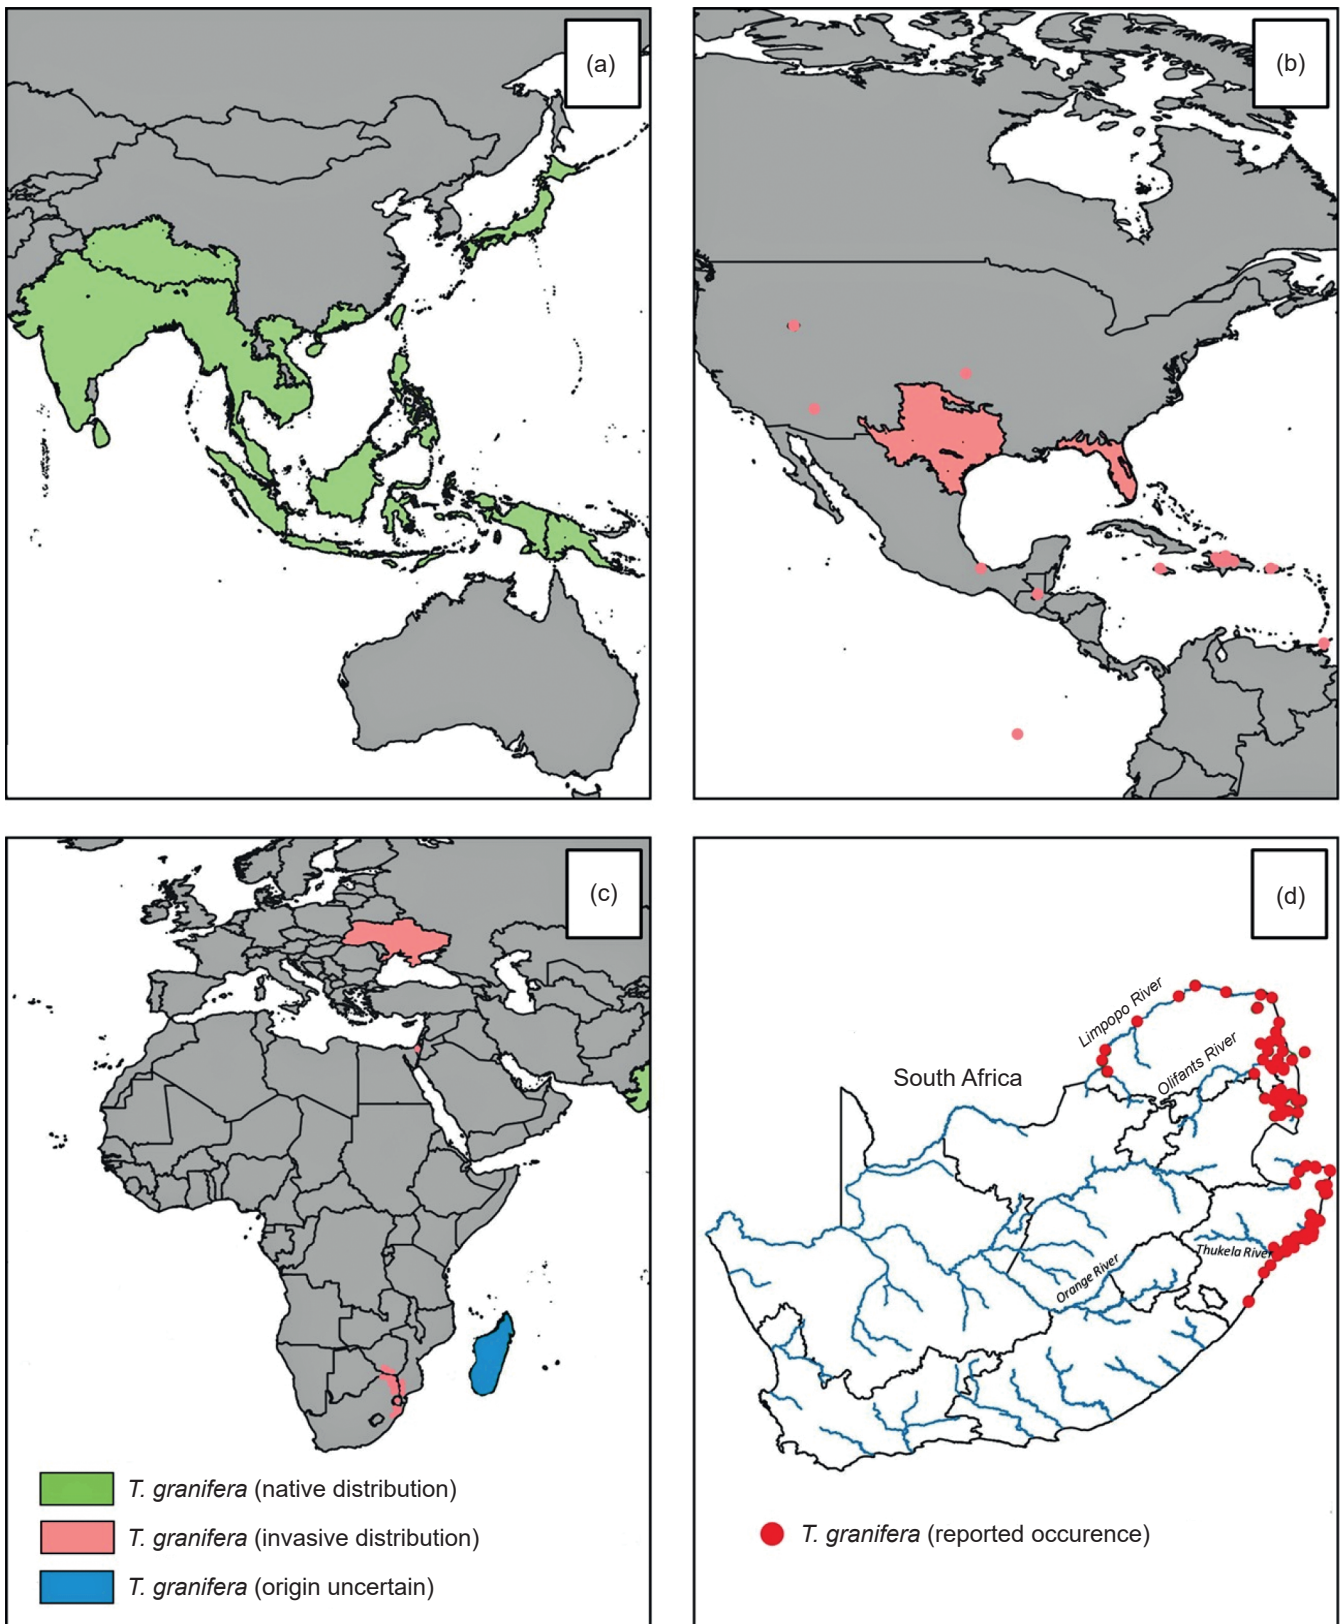 (a)
(b)
(c)
T. granifera (native distribution)
T. granifera (invasive distribution)
T. granifera (origin uncertain)
(d)
Limpopo River
Olifants River
South Africa
Thukela River
Orange River
T. granifera (reported occurence)